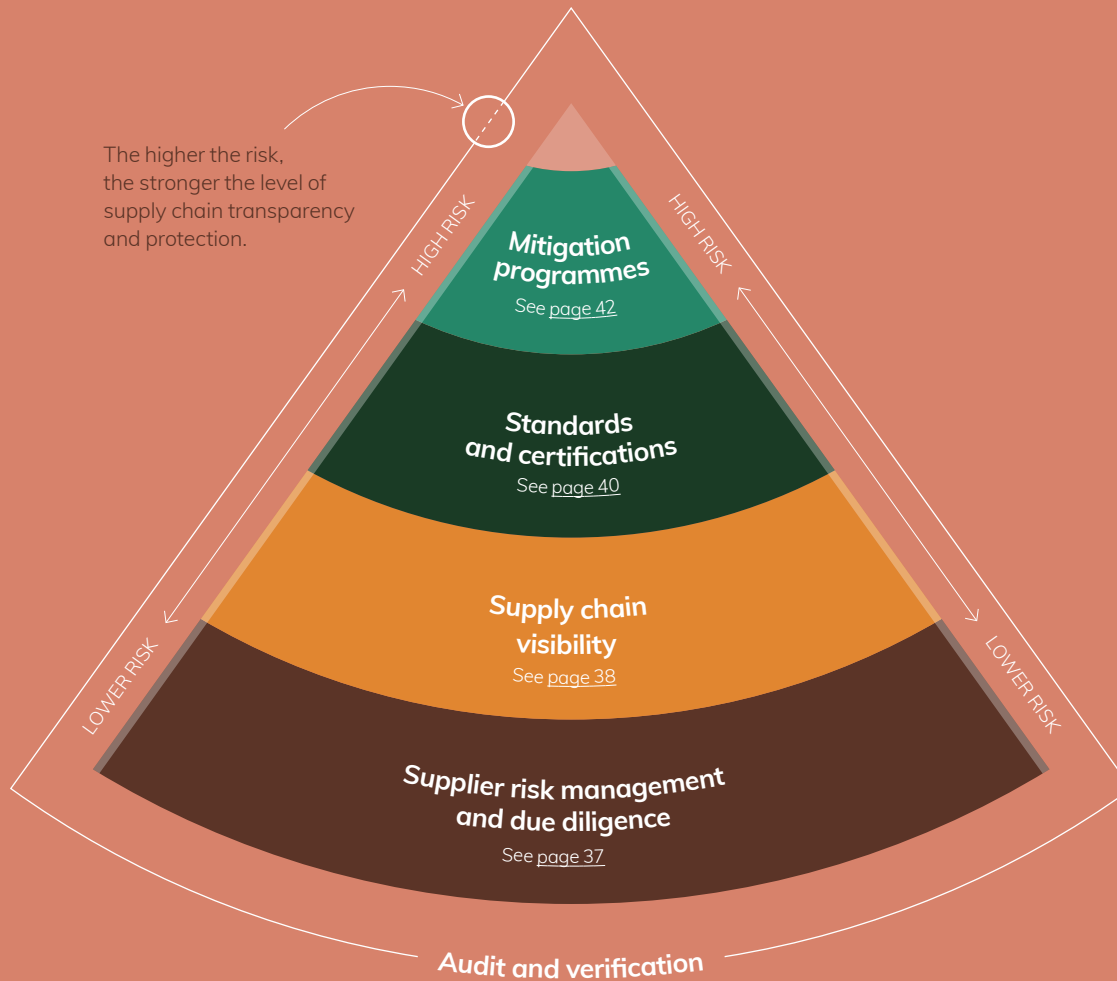 The higher the risk,
the stronger the level of
supply chain transparency
and protection.
HIGH RISK
HIGH RISK
Mitigation
programmes
See page 42
Standards
and certifications
See page 40
Supply chain
visibility
See page 38
LOWER RISK
LOWER RISK
Supplier risk management
and due diligence
See page 37
Audit and verification